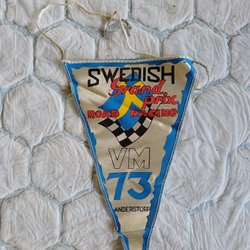 SWEDISH
Grand
prix
ROAD RACING
VM
73
ANDERSTORP